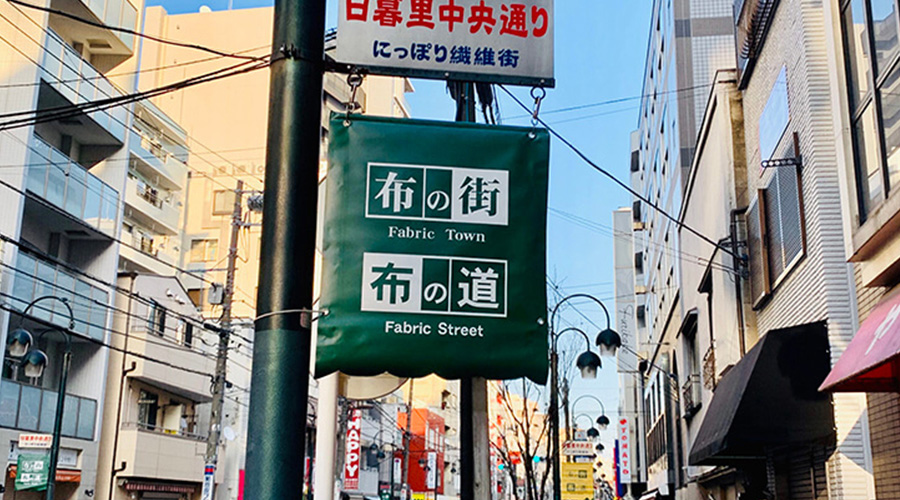 日暮里中央通り
にっぽり繊維街
布の街
Fabric Town
布の道
Fabric Street
HAPPY
TOMATO